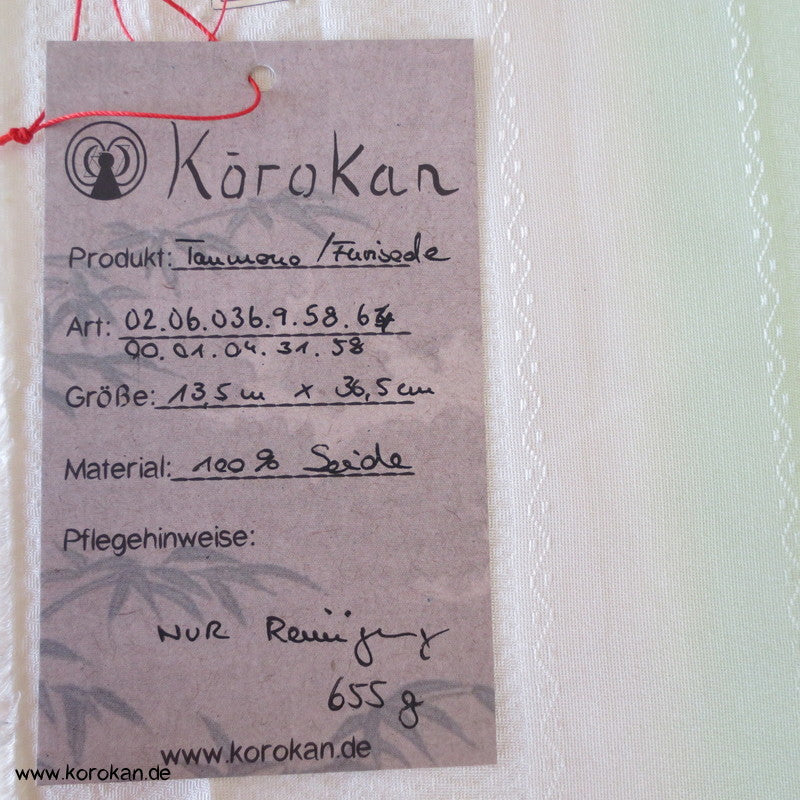 Kōrokan
Produkt: Tanmono /Furisode
Art: 02.06.036.9.58.64
00.01.04.31.58
Größe: 13,5 m x 36,5 cm
Material: 100% Seide
Pflegehinweise:
NUR Reinigung
655 g
www.korokan.de
www.korokan.de